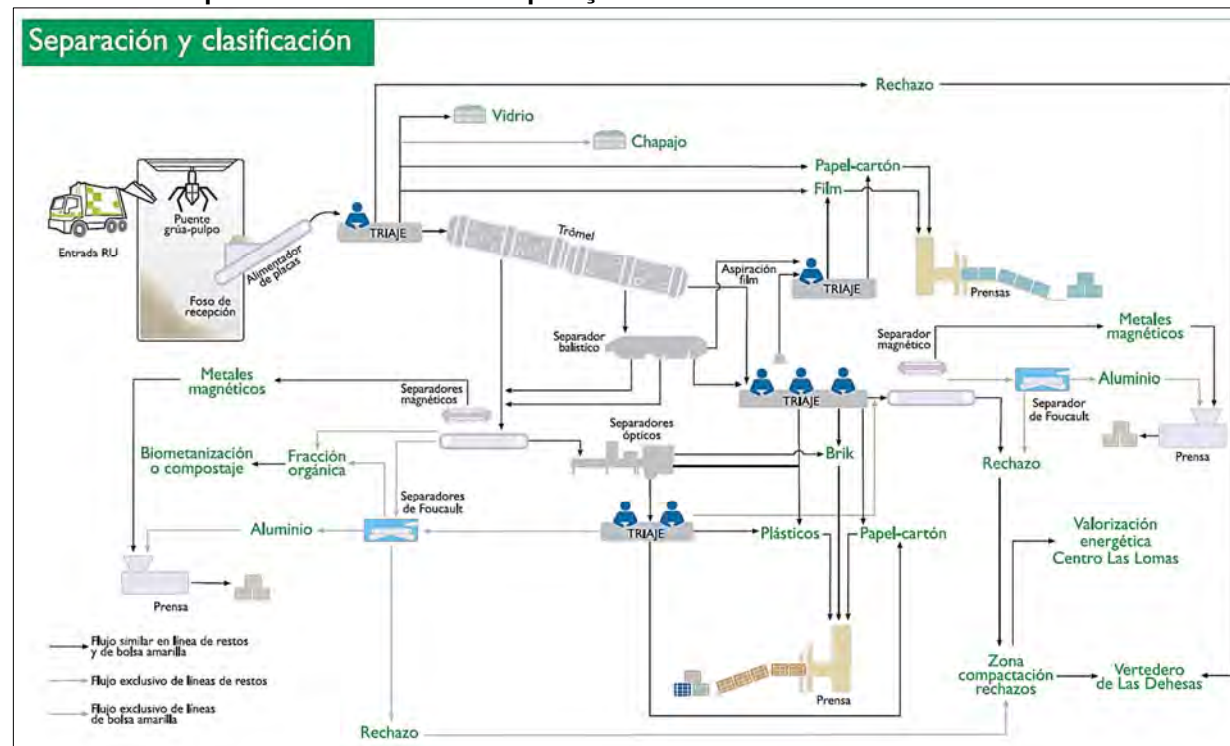 Separación y clasificación
Rechazo
Vidrio
Chapajo
Papel-cartón
Film
Puente
grúa-pulpo
Entrada RU
Alimentador
de placas
Foso de
recepción
TRIAJE
Trómel
Aspiración
film
TRIAJE
Prensas
Separador
balístico
Separador
magnético
Metales
magnéticos
Metales
magnéticos
Separadores
magnéticos
TRIAJE
Aluminio
Separador
de Foucault
Separadores
ópticos
Brik
Rechazo
Prensa
Biometanización
o compostaje
Fracción
orgánica
Separadores
de Foucault
Aluminio
TRIAJE
Plásticos
Papel-cartón
Valorización
energética
Centro Las Lomas
Prensa
Flujo similar en línea de restos
y de bolsa amarilla
Flujo exclusivo de líneas de restos
Flujo exclusivo de líneas
de bolsa amarilla
Prensa
Zona
compactación
rechazos
Vertedero
de Las Dehesas
Rechazo